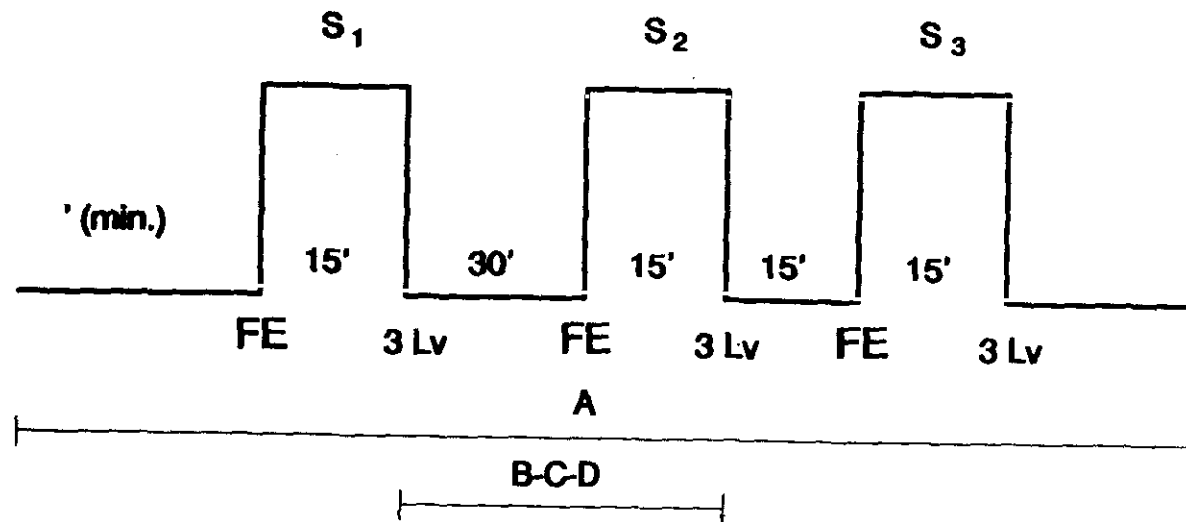 S1 S2 S3
' (min.)
15' 30' 15' 15' 15'
FE 3 Lv FE 3 Lv FE 3 Lv
A
B-C-D